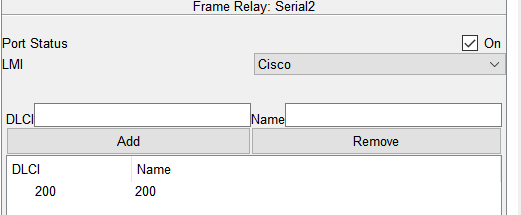 Frame Relay: Serial2
Port Status On
LMI Cisco
DLCI Name
Add Remove
DLCI Name
200 200